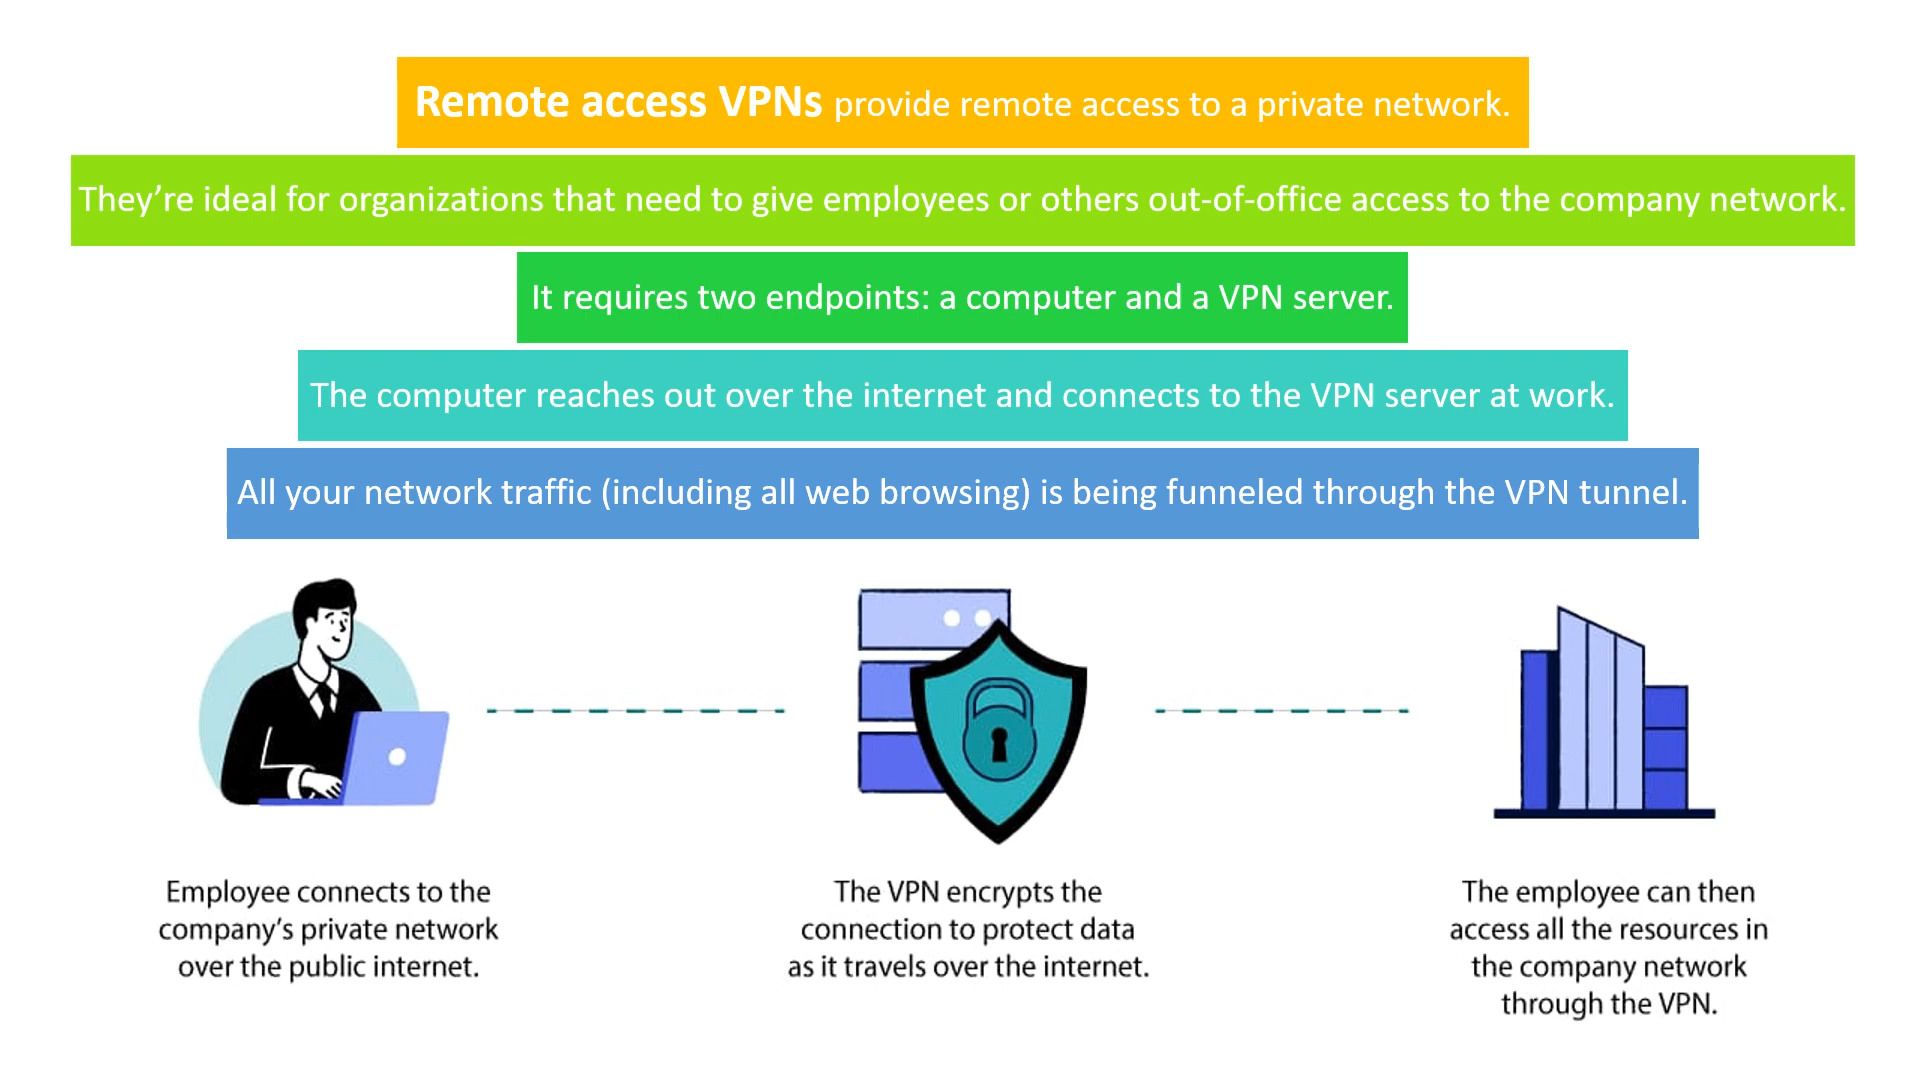 Remote access VPNs provide remote access to a private network.
They’re ideal for organizations that need to give employees or others out-of-office access to the company network.
It requires two endpoints: a computer and a VPN server.
The computer reaches out over the internet and connects to the VPN server at work.
All your network traffic (including all web browsing) is being funneled through the VPN tunnel.
Employee connects to the
company’s private network
over the public internet.
The VPN encrypts the
connection to protect data
as it travels over the internet.
The employee can then
access all the resources in
the company network
through the VPN.